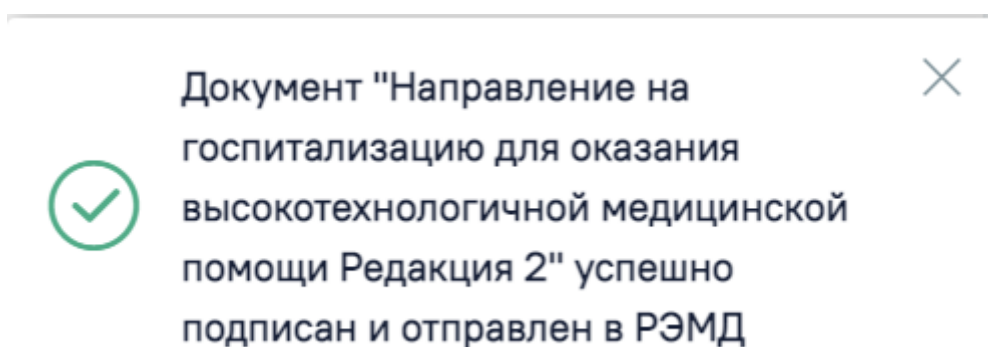 Документ "Направление на
госпитализацию для оказания
высокотехнологичной медицинской
помощи Редакция 2" успешно
подписан и отправлен в РЭМД